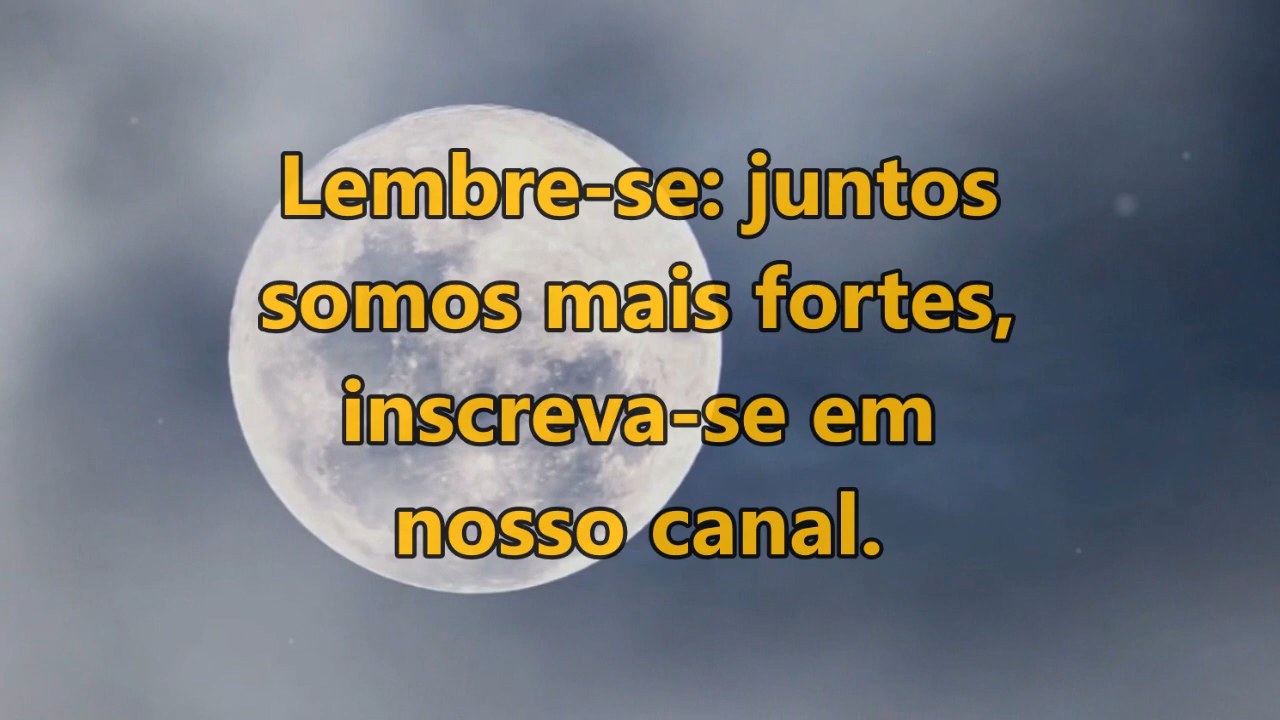 Lembre-se: juntos
somos mais fortes,
inscreva-se em
nosso canal.